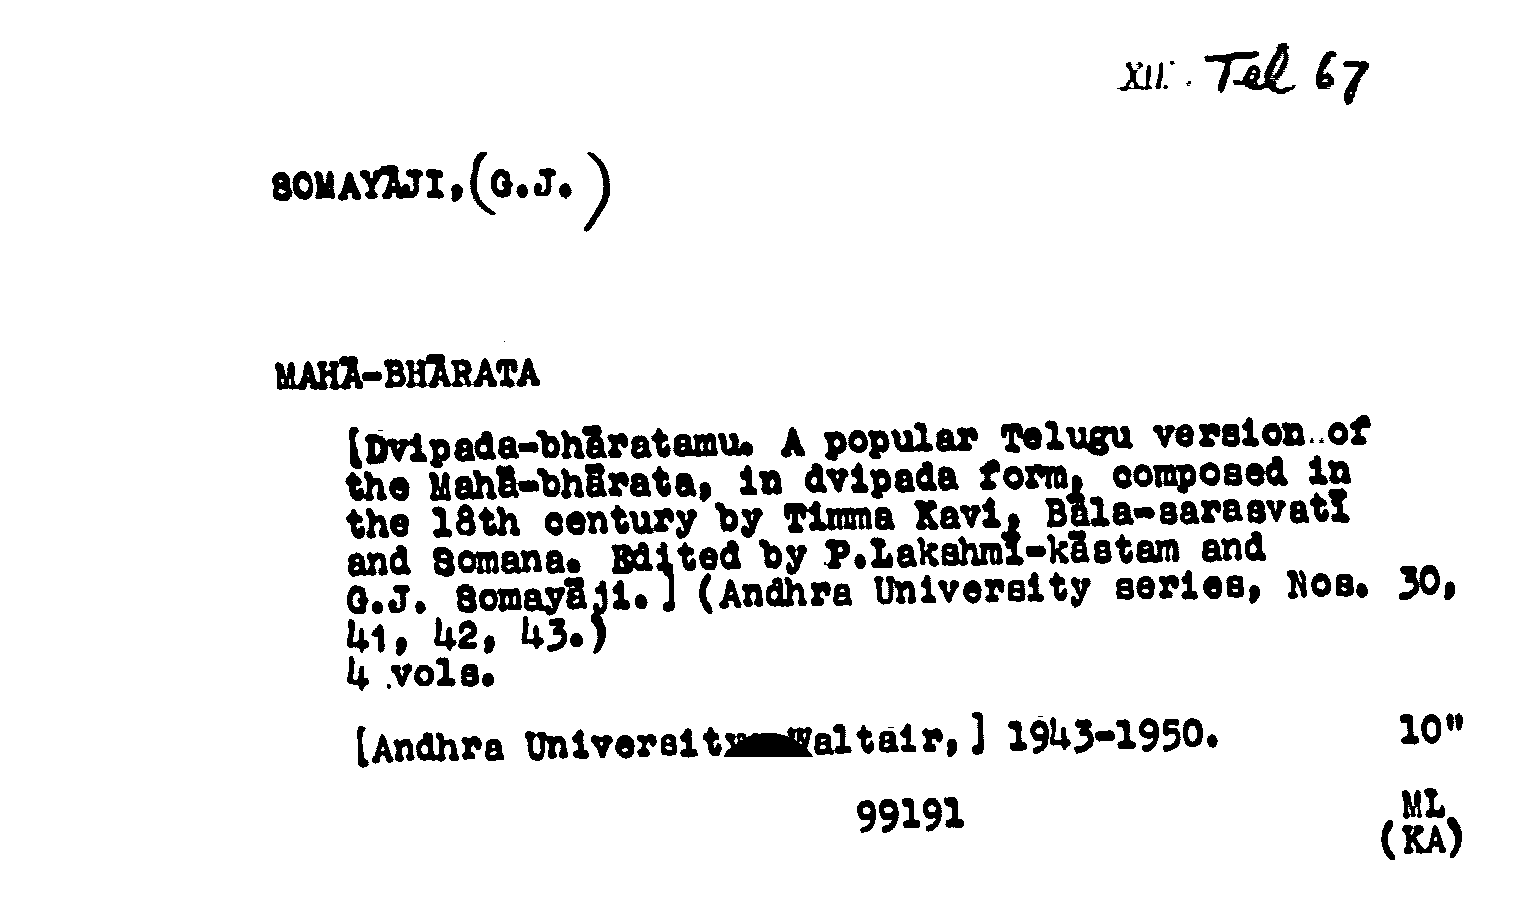 XII. Tel 67
SOMAYĀJI, (G.J. )
MAHĀ-BHĀRATA
[Dvipada-bhāratamu. A popular Telugu version of
the Mahā-bhārata, in dvipada form, composed in
the 18th century by Timma Kavi, Bāla-sarasvatī
and Somana. Edited by P.Lakshmī-kāstam and
G.J. Somayāji.] (Andhra University series, Nos. 30,
41, 42, 43.)
4 vols.
[Andhra University Waltair,] 1943-1950. 10"
99191 ML
(KA)